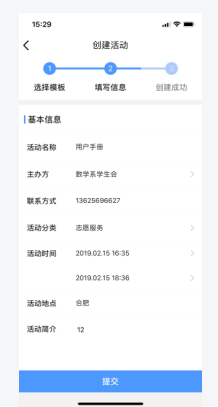 15:29
创建活动
1 2 3
选择模板 填写信息 创建成功
基本信息
活动名称 用户手册
主办方 数学系学生会
联系方式 13625696627
活动分类 志愿服务
活动时间 2019.02.15 16:35
2019.02.15 18:36
活动地点 合肥
活动简介 12
提交